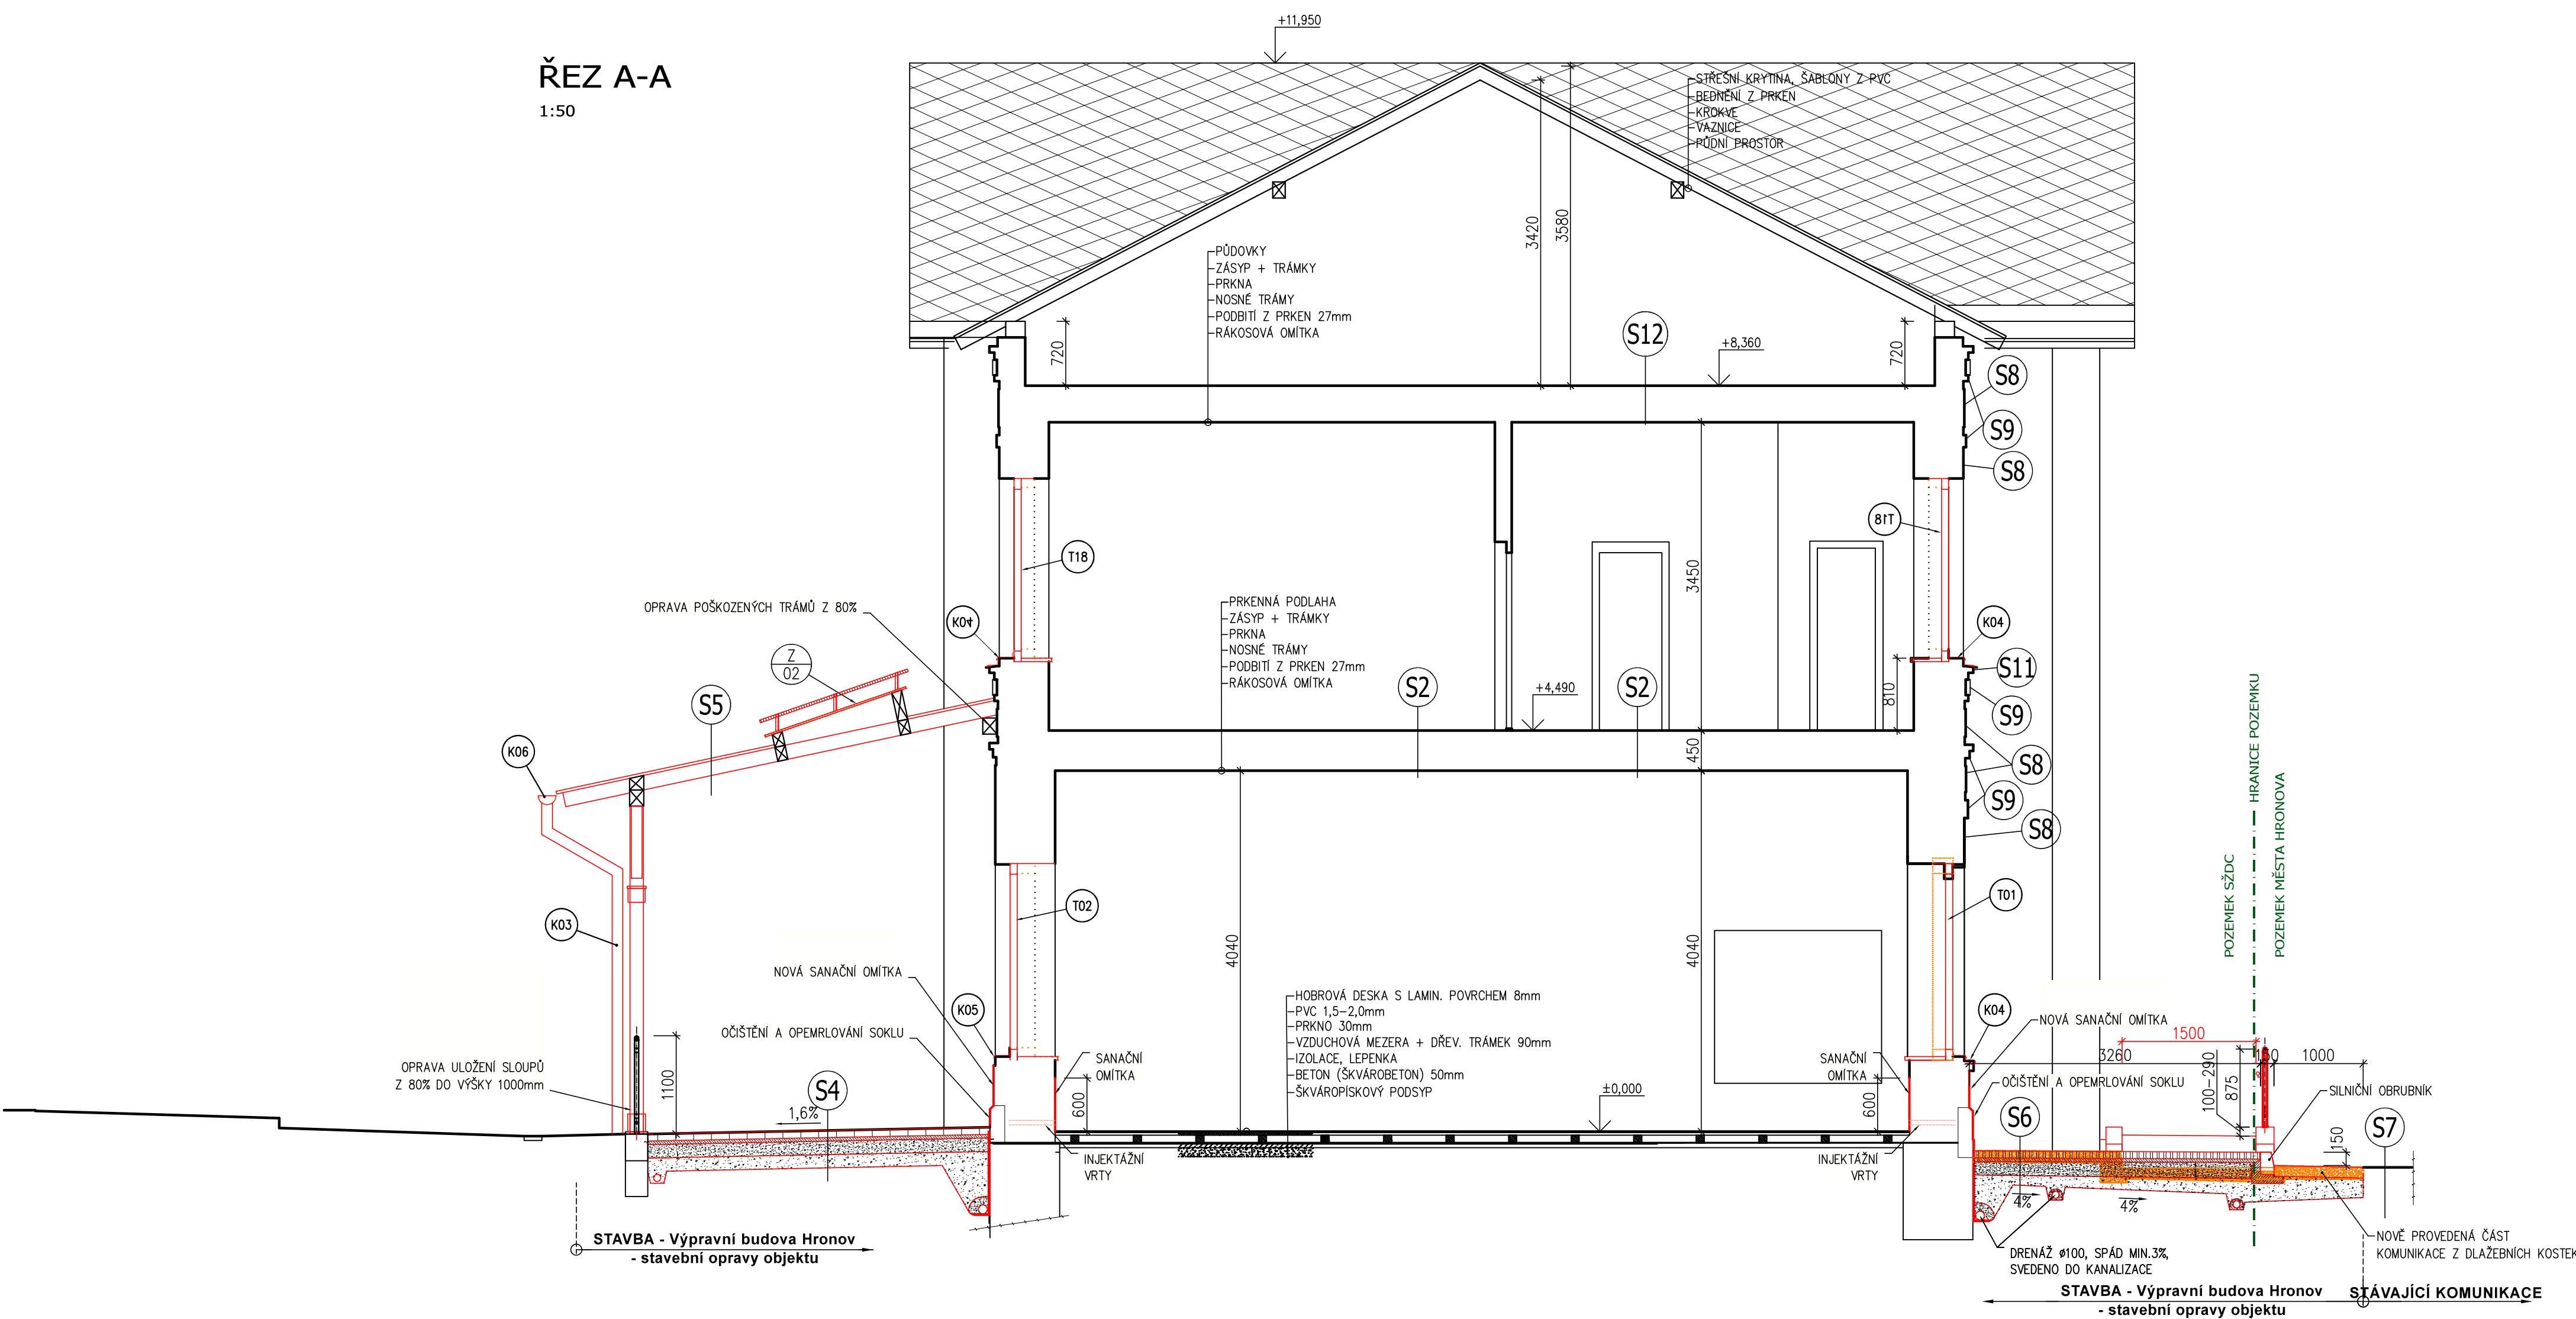 ŘEZ A-A
1:50
+11,950
STŘEŠNÍ KRYTINA, ŠABLONY Z PVC
BEDNĚNÍ Z PRKEN
KROKVE
VAZNICE
PŮDNÍ PROSTOR
3420
3580
PŮDOVKY
ZÁSYP + TRÁMKY
PRKNA
NOSNÉ TRÁMY
PODBITÍ Z PRKEN 27mm
RÁKOSOVÁ OMÍTKA
720
S12
+8,360
720
S8
S9
S8
T18
T18
3450
OPRAVA POŠKOZENÝCH TRÁMŮ Z 80%
K04
K04
Z
02
S5
K06
PRKENNÁ PODLAHA
ZÁSYP + TRÁMKY
PRKNA
NOSNÉ TRÁMY
PODBITÍ Z PRKEN 27mm
RÁKOSOVÁ OMÍTKA
S2
+4,490
S2
810
450
S11
S9
S8
S9
S8
HRANICE POZEMKU
POZEMEK SŽDC
POZEMEK MĚSTA HRONOVA
K03
T02
T01
4040
4040
NOVÁ SANAČNÍ OMÍTKA
K05
OČIŠTĚNÍ A OPEMRLOVÁNÍ SOKLU
OPRAVA ULOŽENÍ SLOUPŮ
Z 80% DO VÝŠKY 1000mm
1100
S4
1,6%
SANAČNÍ
OMÍTKA
600
INJEKTÁŽNÍ
VRTY
HOBROVÁ DESKA S LAMIN. POVRCHEM 8mm
PVC 1,5-2,0mm
PRKNO 30mm
VZDUCHOVÁ MEZERA + DŘEV. TRÁMEK 90mm
IZOLACE, LEPENKA
BETON (ŠKVÁROBETON) 50mm
ŠKVÁROPÍSKOVÝ PODSYP
±0,000
SANAČNÍ
OMÍTKA
600
INJEKTÁŽNÍ
VRTY
K04
NOVÁ SANAČNÍ OMÍTKA
1500
3260
150
1000
OČIŠTĚNÍ A OPEMRLOVÁNÍ SOKLU
100-290
875
SILNIČNÍ OBRUBNÍK
S6
S7
150
4%
4%
NOVĚ PROVEDENÁ ČÁST
KOMUNIKACE Z DLAŽEBNÍCH KOSTEK
DRENÁŽ ø100, SPÁD MIN.3%,
SVEDENO DO KANALIZACE
STAVBA - Výpravní budova Hronov
- stavební opravy objektu
STAVBA - Výpravní budova Hronov
- stavební opravy objektu
STÁVAJÍCÍ KOMUNIKACE